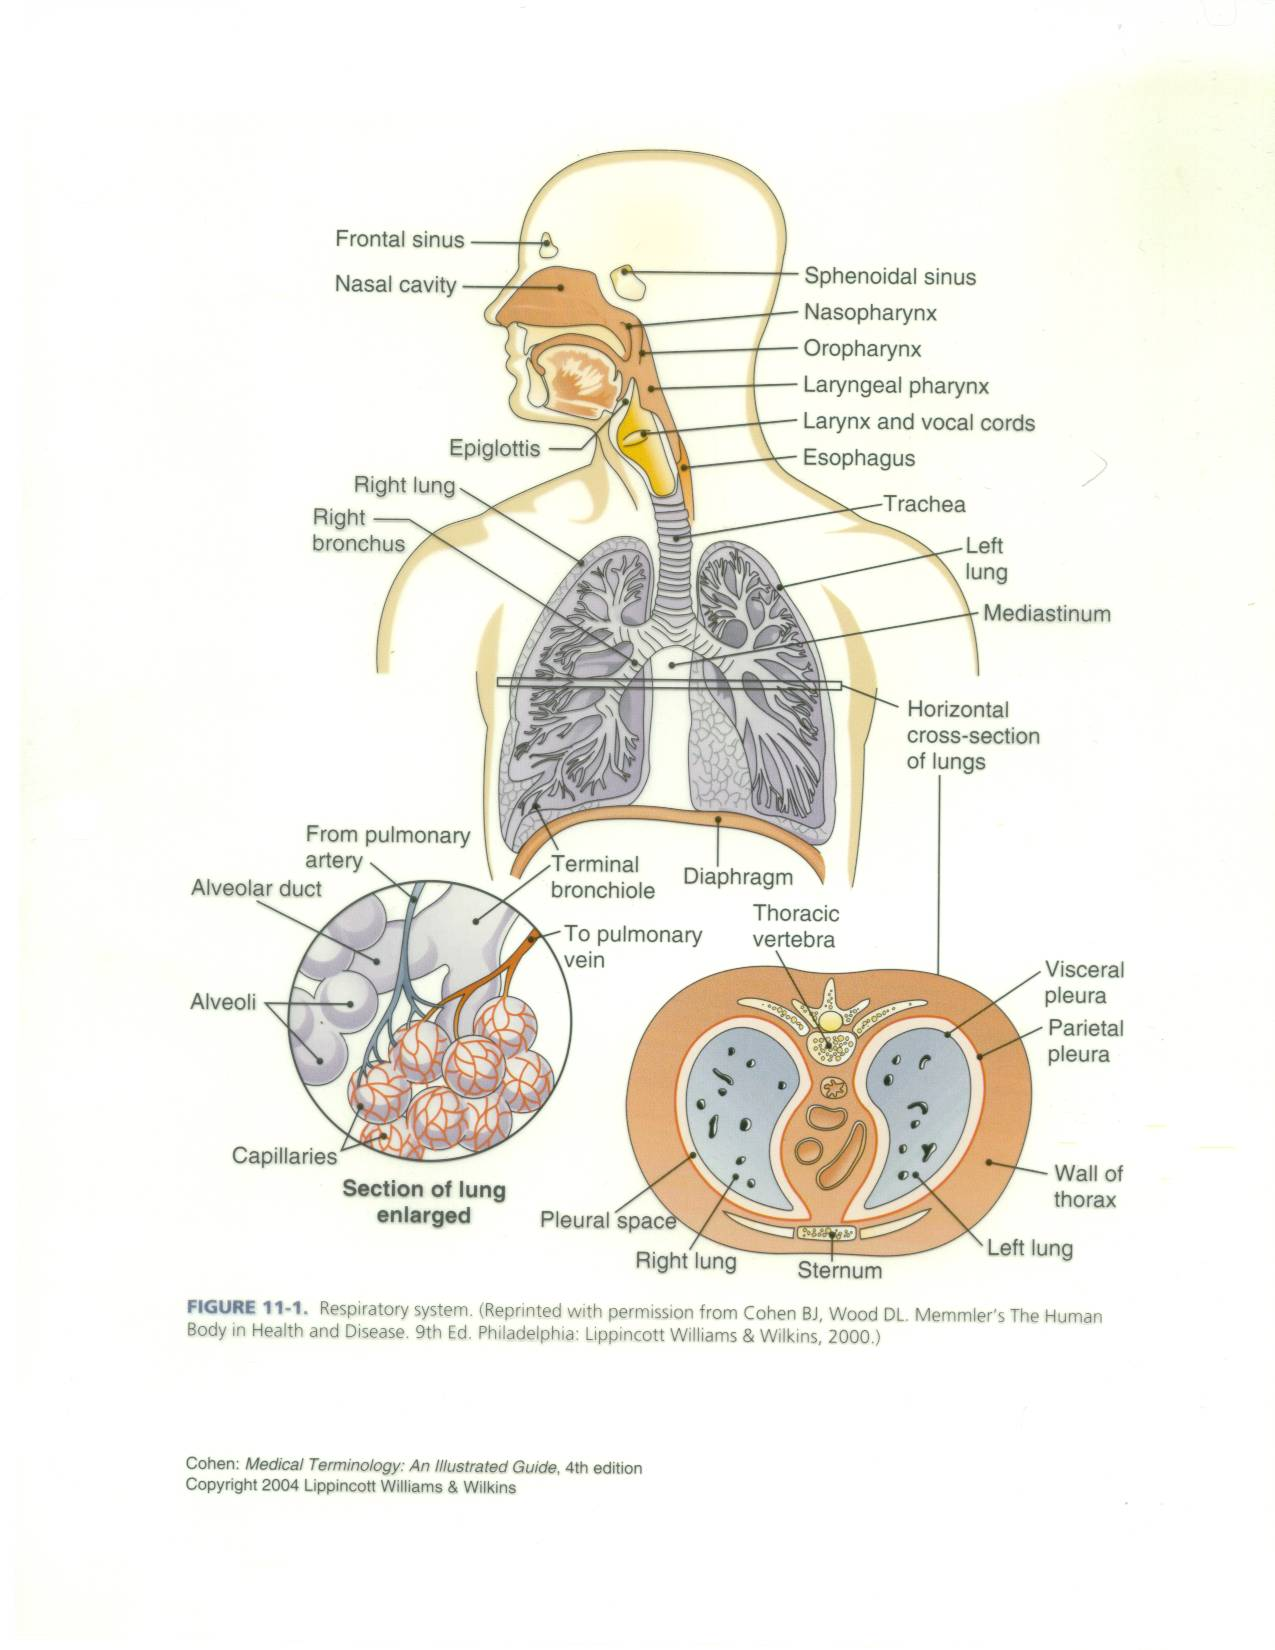 Frontal sinus
Nasal cavity
Sphenoidal sinus
Nasopharynx
Oropharynx
Laryngeal pharynx
Larynx and vocal cords
Epiglottis
Esophagus
Right lung
Right
bronchus
Trachea
Left
lung
Mediastinum
Horizontal
cross-section
of lungs
From pulmonary
artery
Alveolar duct
Terminal
bronchiole
Diaphragm
To pulmonary
vein
Alveoli
Capillaries
Section of lung
enlarged
Thoracic
vertebra
Visceral
pleura
Parietal
pleura
Wall of
thorax
Pleural space
Right lung
Sternum
Left lung
FIGURE 11-1. Respiratory system. (Reprinted with permission from Cohen BJ, Wood DL. Memmler's The Human
Body in Health and Disease. 9th Ed. Philadelphia: Lippincott Williams & Wilkins, 2000.)
Cohen: Medical Terminology: An Illustrated Guide, 4th edition
Copyright 2004 Lippincott Williams & Wilkins